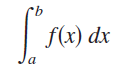 ∫_a^b f(x) dx